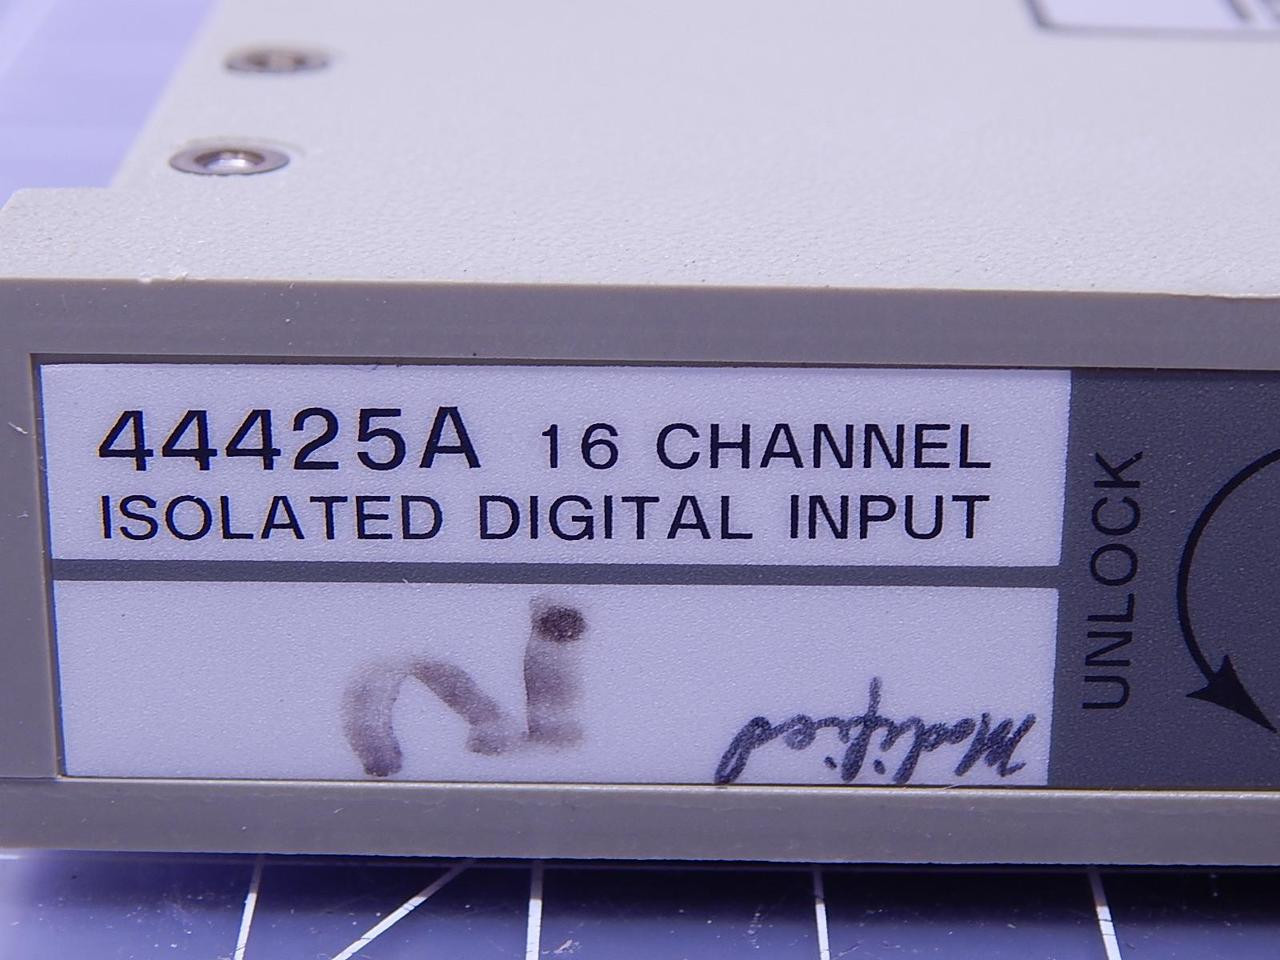 44425A 16 CHANNEL
ISOLATED DIGITAL INPUT
Modified
UNLOCK